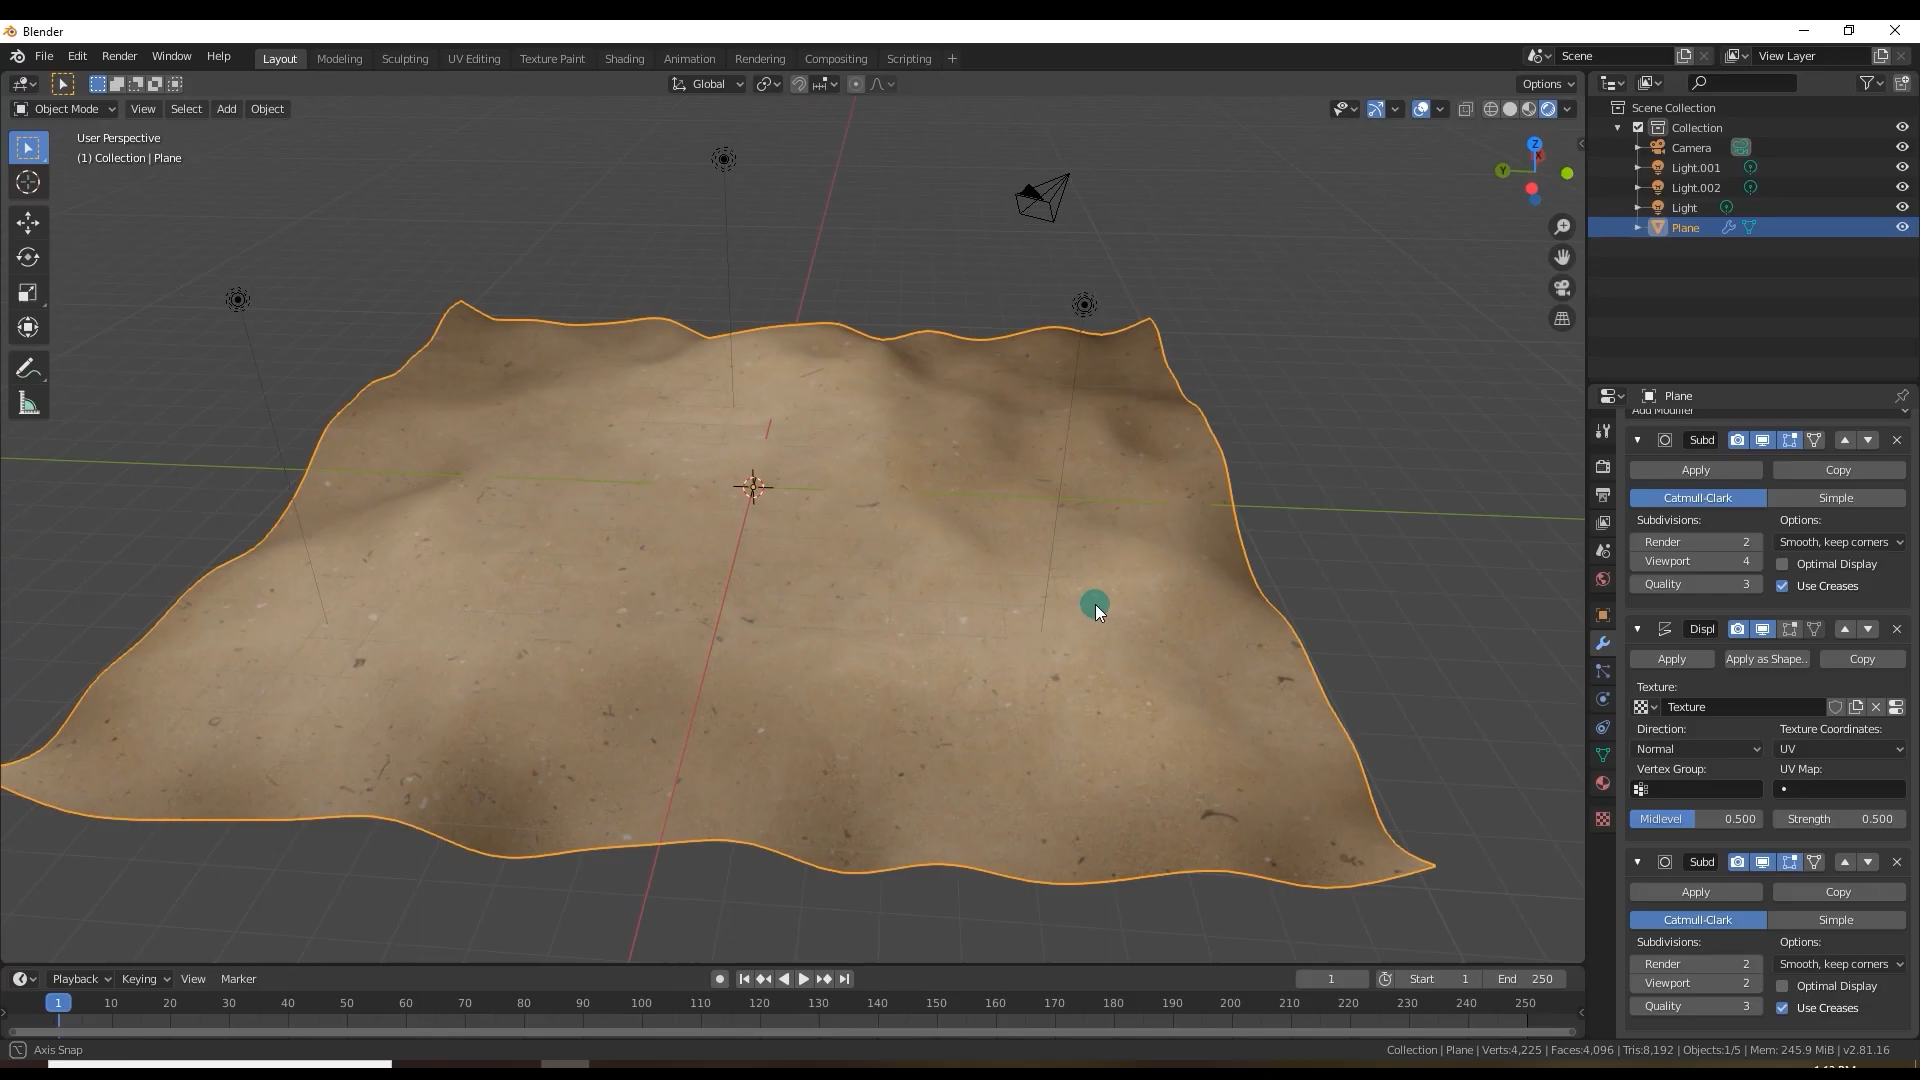 Blender
File Edit Render Window Help Layout Modeling Sculpting UV Editing Texture Paint Shading Animation Rendering Compositing Scripting + Scene View Layer
Global Options
Object Mode View Select Add Object
User Perspective
(1) Collection | Plane
Z
Y
X
Scene Collection
Collection
Camera
Light.001
Light.002
Light
Plane
Plane
Add Modifier
Subd
Apply Copy
Catmull-Clark Simple
Subdivisions: Options:
Render 2 Smooth, keep corners
Viewport 4 Optimal Display
Quality 3 Use Creases
Displ
Apply Apply as Shape.. Copy
Texture:
Texture
Direction: Texture Coordinates:
Normal UV
Vertex Group: UV Map:
Midlevel 0.500 Strength 0.500
Subd
Apply Copy
Catmull-Clark Simple
Subdivisions: Options:
Render 2 Smooth, keep corners
Viewport 2 Optimal Display
Quality 3 Use Creases
Playback Keying View Marker 1 Start 1 End 250
1 10 20 30 40 50 60 70 80 90 100 110 120 130 140 150 160 170 180 190 200 210 220 230 240 250
Axis Snap Collection | Plane | Verts:4,225 | Faces:4,096 | Tris:8,192 | Objects:1/5 | Mem: 245.9 MiB | v2.81.16